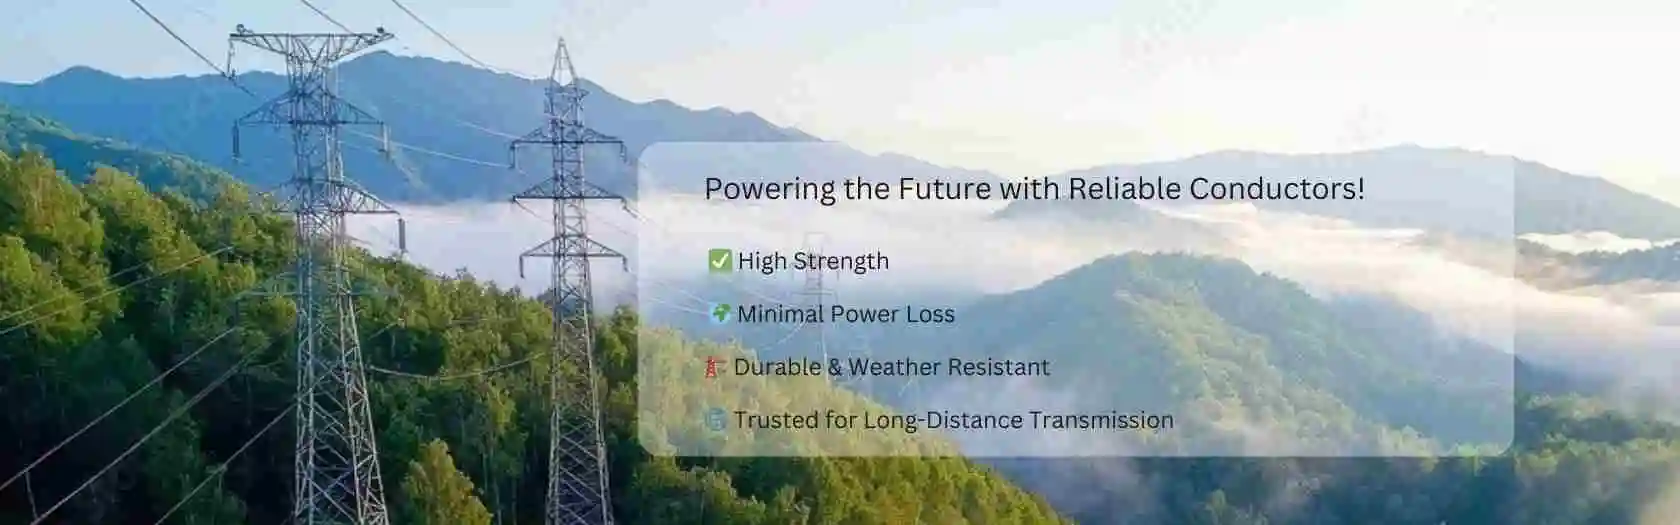 Powering the Future with Reliable Conductors!
✅ High Strength
🌍 Minimal Power Loss
🏗 Durable & Weather Resistant
🌐 Trusted for Long-Distance Transmission